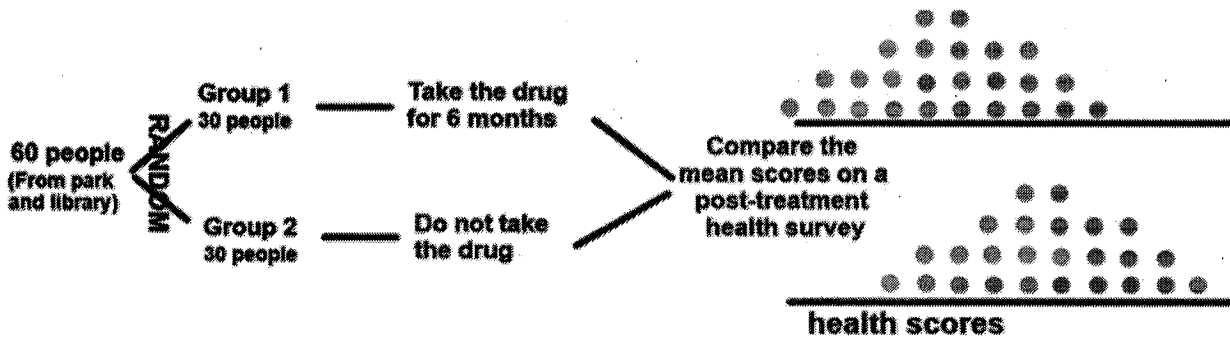 60 people
(From park
and library)
RANDOM
Group 1
30 people
Take the drug
for 6 months
Group 2
30 people
Do not take
the drug
Compare the
mean scores on a
post-treatment
health survey
health scores